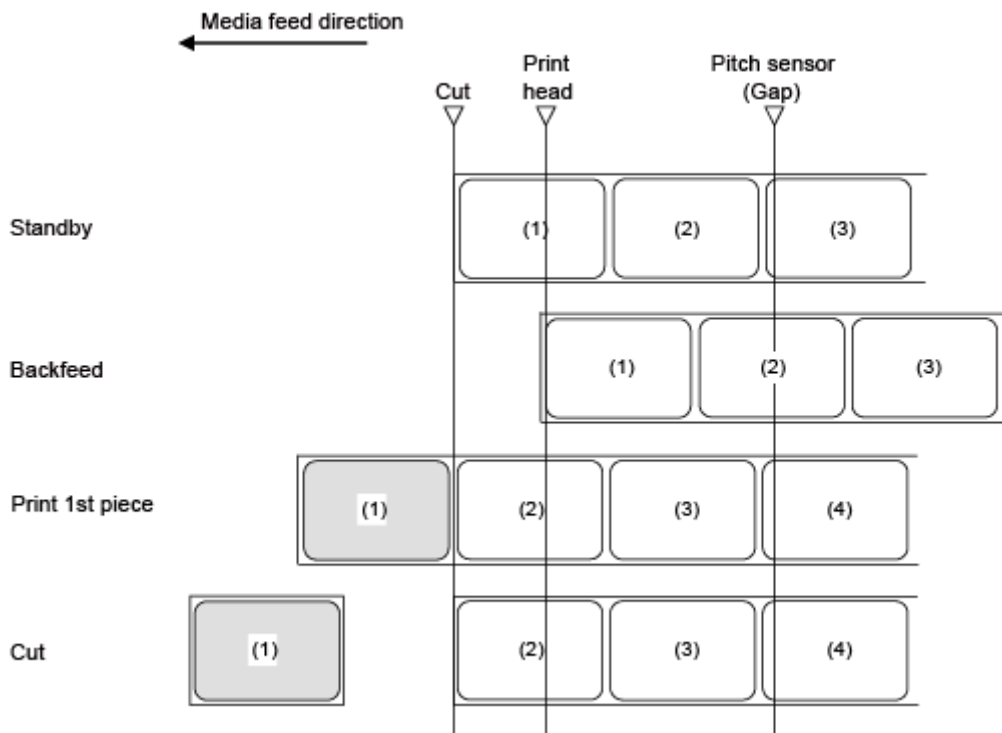 Media feed direction
Cut
Print
head
Pitch sensor
(Gap)
Standby
(1)
(2)
(3)
Backfeed
(1)
(2)
(3)
Print 1st piece
(1)
(2)
(3)
(4)
Cut
(1)
(2)
(3)
(4)